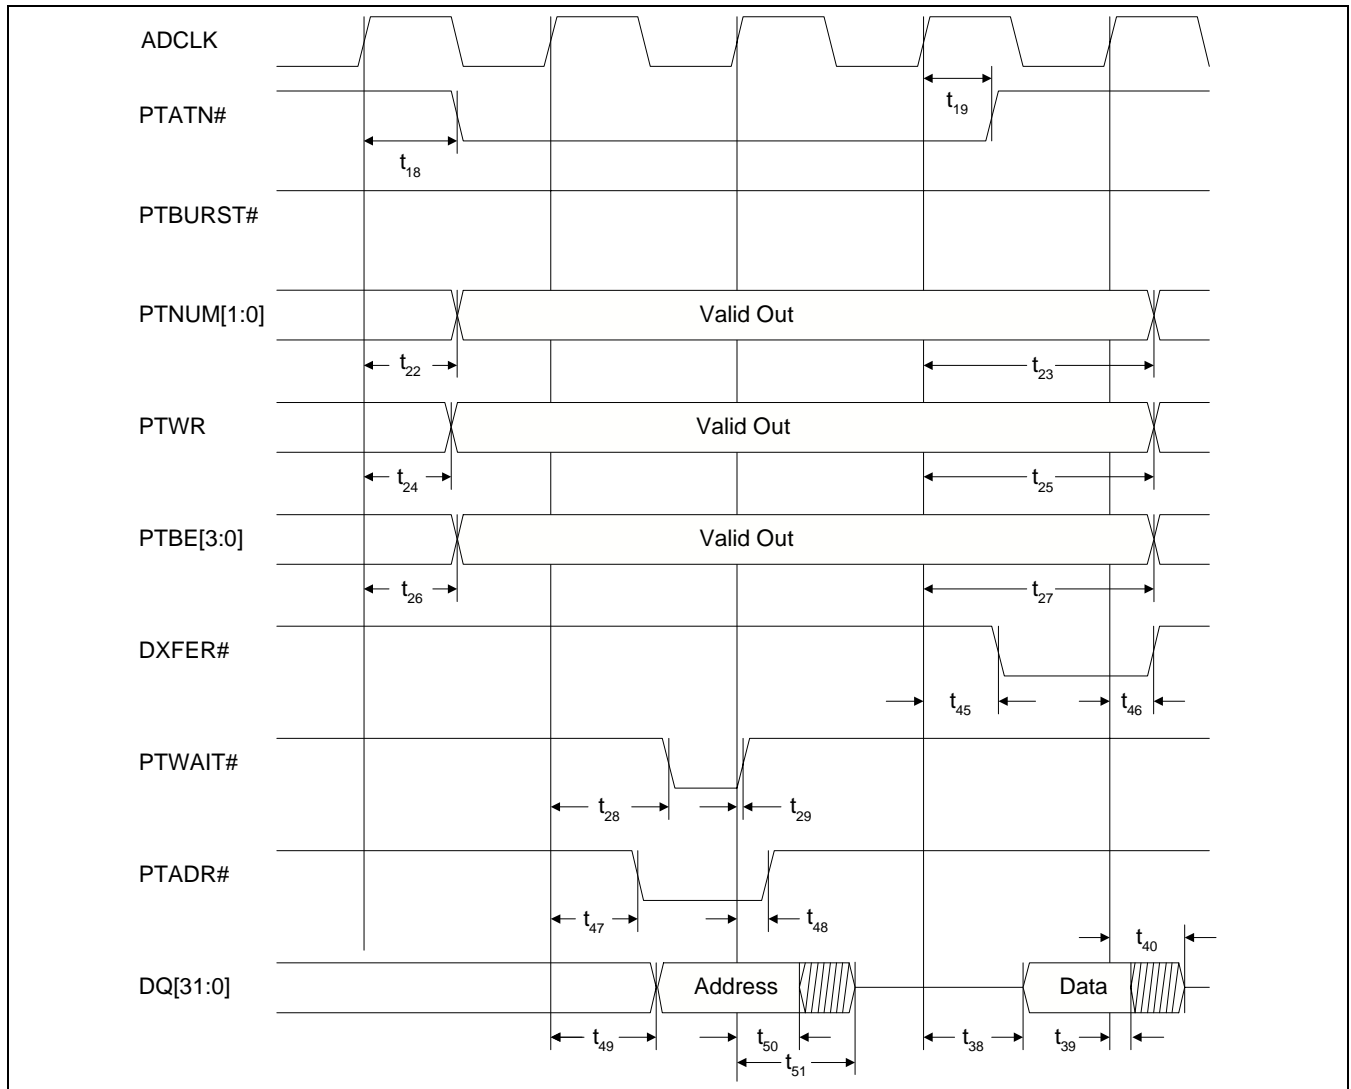 ADCLK
t19
PTATN#
t18
PTBURST#
PTNUM[1:0]
Valid Out
t22
t23
PTWR
Valid Out
t24
t25
PTBE[3:0]
Valid Out
t26
t27
DXFER#
t45
t46
PTWAIT#
t28
t29
PTADR#
t47
t48
t40
DQ[31:0]
Address
Data
t49
t50
t38
t39
t51